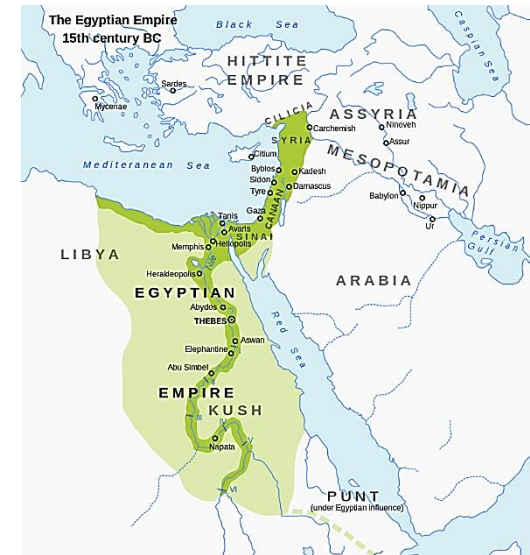 The Egyptian Empire
15th century BC
Black Sea
Caspian Sea
HITTITE
EMPIRE
Sardes
Mycenae
CILICIA
ASSYRIA
Carchemish
Nineveh
SYRIA
Assur
MESOPOTAMIA
Citium
Mediterranean Sea
Byblos
Kadesh
Sidon
Tyre
Damascus
Babylon
Nippur
Ur
CANAAN
Gaza
Tanis
Avaris
SINAI
Heliopolis
Memphis
Persian
Gulf
LIBYA
Nile
Herakleopolis
ARABIA
EGYPTIAN
Abydos
THEBES
Red Sea
Aswan
Elephantine
Abu Simbel
EMPIRE
KUSH
III
IV
V
Napata
VI
PUNT
(under Egyptian influence)